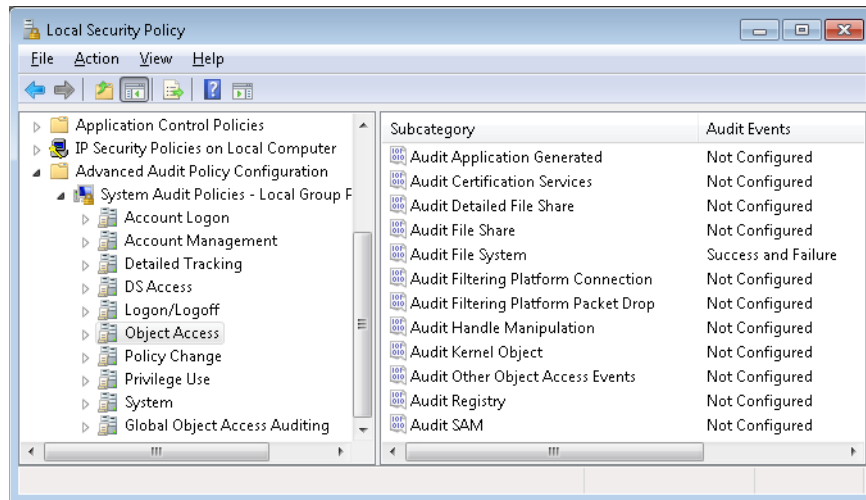 Local Security Policy
File Action View Help
Application Control Policies
IP Security Policies on Local Computer
Advanced Audit Policy Configuration
System Audit Policies - Local Group P
Account Logon
Account Management
Detailed Tracking
DS Access
Logon/Logoff
Object Access
Policy Change
Privilege Use
System
Global Object Access Auditing
Subcategory Audit Events
Audit Application Generated Not Configured
Audit Certification Services Not Configured
Audit Detailed File Share Not Configured
Audit File Share Not Configured
Audit File System Success and Failure
Audit Filtering Platform Connection Not Configured
Audit Filtering Platform Packet Drop Not Configured
Audit Handle Manipulation Not Configured
Audit Kernel Object Not Configured
Audit Other Object Access Events Not Configured
Audit Registry Not Configured
Audit SAM Not Configured